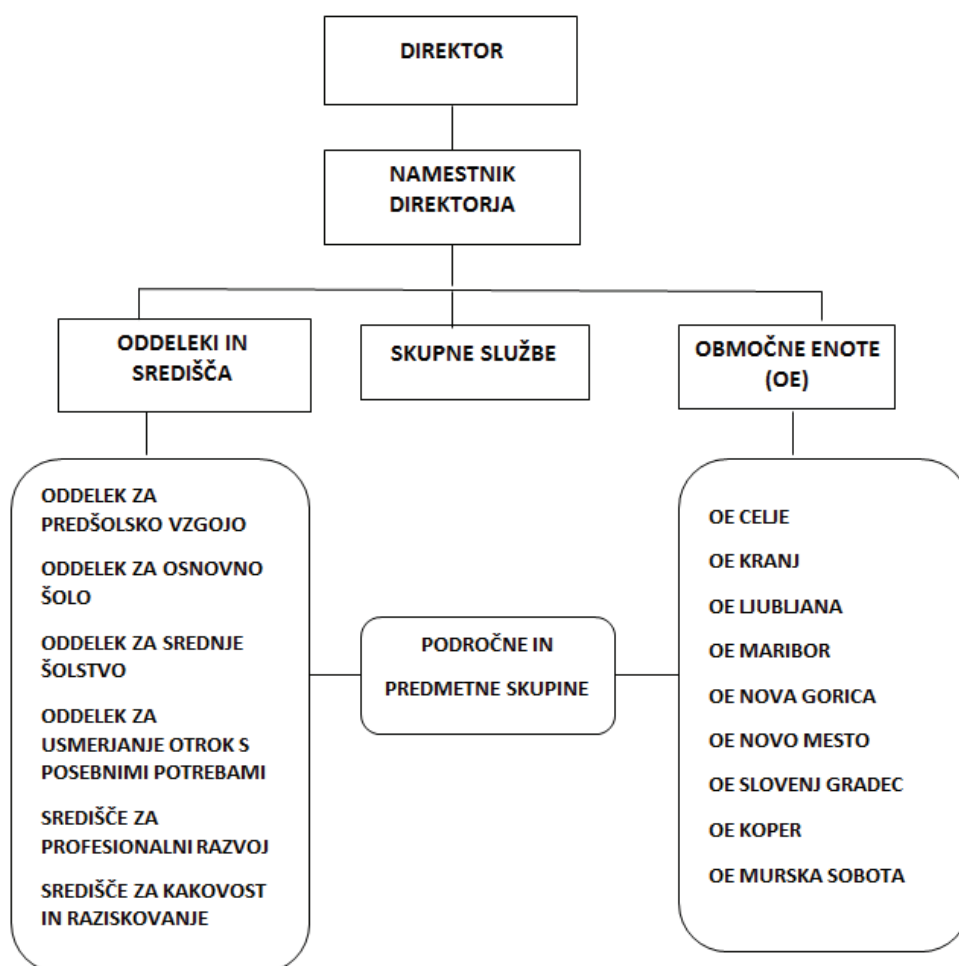 DIREKTOR
NAMESTNIK
DIREKTORJA
ODDELEKI IN
SREDIŠČA
SKUPNE SLUŽBE
OBMOČNE ENOTE
(OE)
ODDELEK ZA
PREDŠOLSKO VZGOJO
ODDELEK ZA OSNOVNO
ŠOLO
ODDELEK ZA SREDNJE
ŠOLSTVO
ODDELEK ZA
USMERJANJE OTROK S
POSEBNIMI POTREBAMI
SREDIŠČE ZA
PROFESIONALNI RAZVOJ
SREDIŠČE ZA KAKOVOST
IN RAZISKOVANJE
PODROČNE IN
PREDMETNE SKUPINE
OE CELJE
OE KRANJ
OE LJUBLJANA
OE MARIBOR
OE NOVA GORICA
OE NOVO MESTO
OE SLOVENJ GRADEC
OE KOPER
OE MURSKA SOBOTA